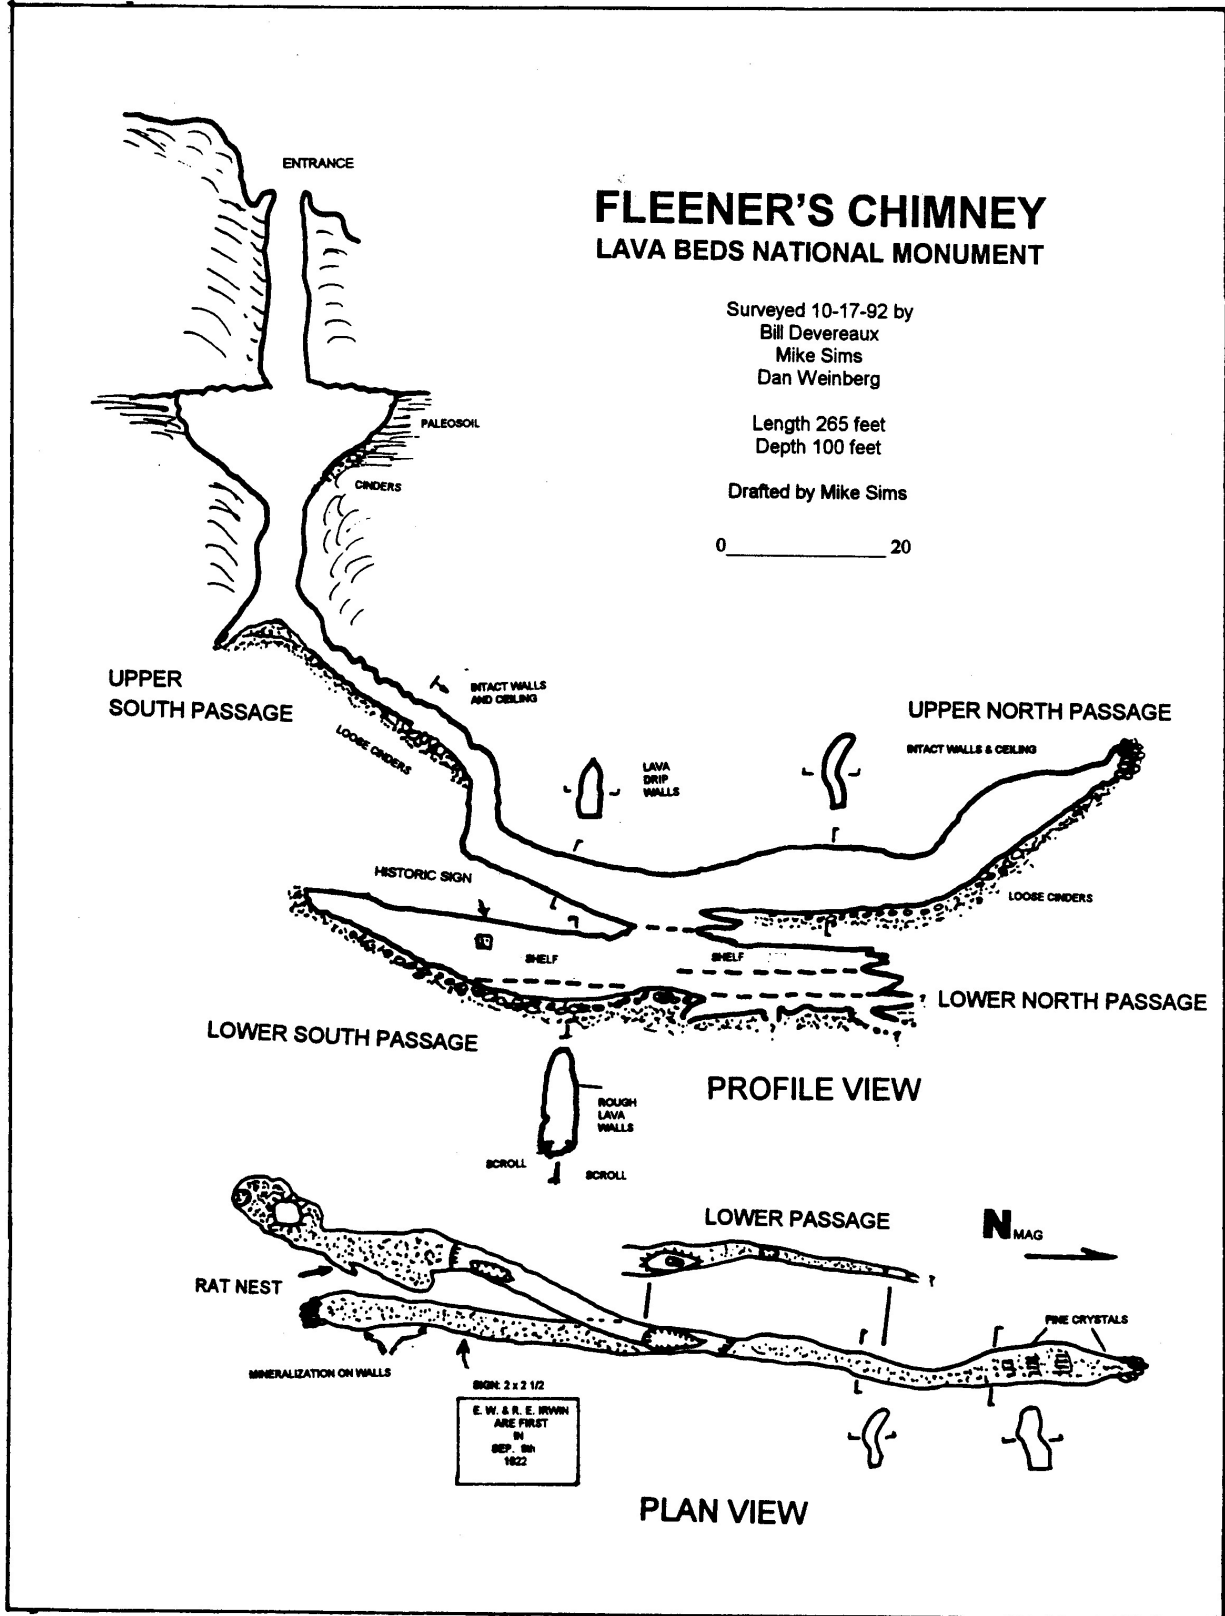 ENTRANCE
FLEENER'S CHIMNEY
LAVA BEDS NATIONAL MONUMENT
Surveyed 10-17-92 by
Bill Devereaux
Mike Sims
Dan Weinberg
Length 265 feet
Depth 100 feet
Drafted by Mike Sims
0 20
PALEOSOIL
CINDERS
UPPER
SOUTH PASSAGE
INTACT WALLS
AND CEILING
LOOSE CINDERS
UPPER NORTH PASSAGE
INTACT WALLS & CEILING
LAVA
DRIP
WALLS
HISTORIC SIGN
LOOSE CINDERS
SHELF
SHELF
? LOWER NORTH PASSAGE
?
LOWER SOUTH PASSAGE
PROFILE VIEW
ROUGH
LAVA
WALLS
SCROLL
SCROLL
LOWER PASSAGE
N MAG
?
RAT NEST
FINE CRYSTALS
MINERALIZATION ON WALLS
SIGN: 2 x 2 1/2
E. W. & R. E. IRWIN
ARE FIRST
IN
SEP.
PLAN VIEW